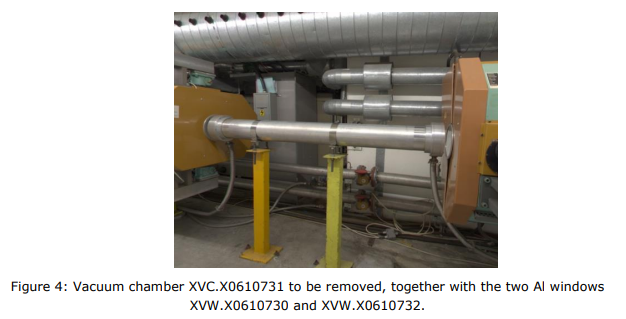 Figure 4: Vacuum chamber XVC.X0610731 to be removed, together with the two Al windows
XVW.X0610730 and XVW.X0610732.